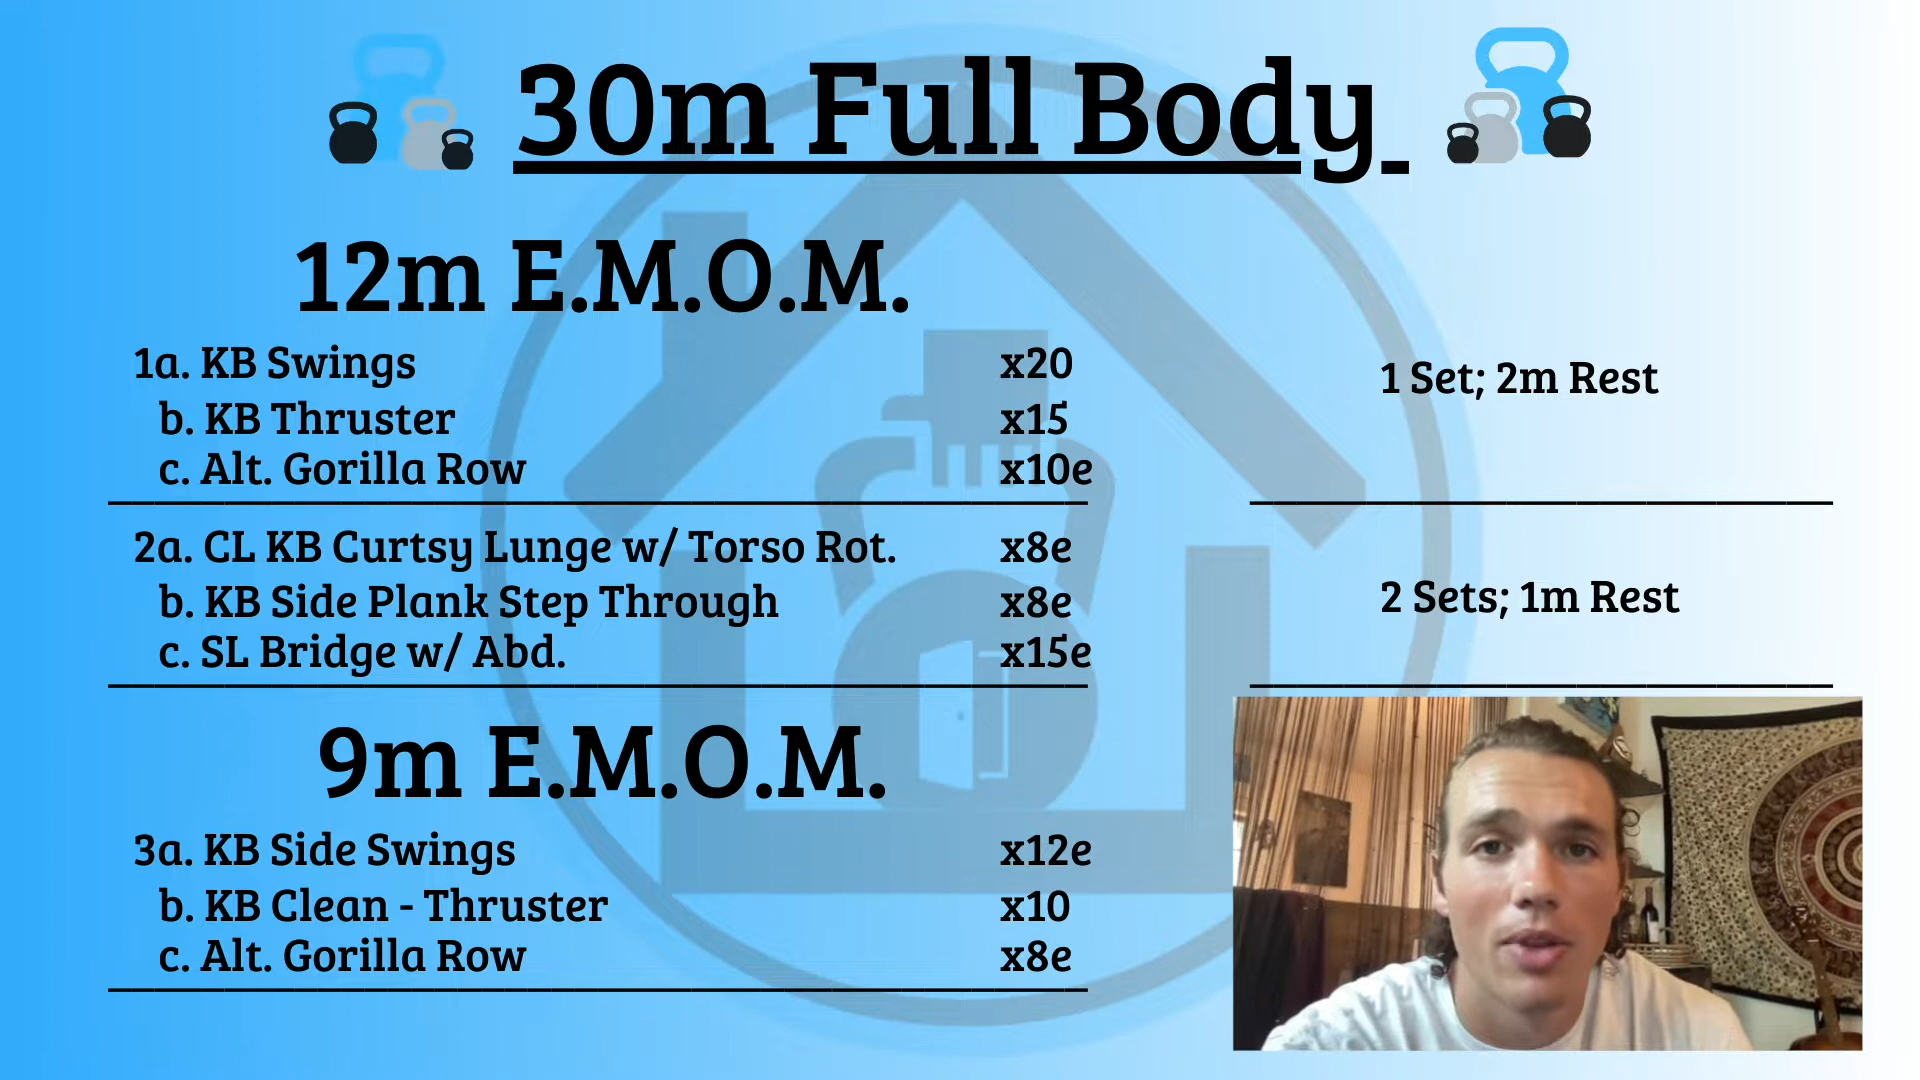 30m Full Body
12m E.M.O.M.
1a. KB Swings x20
b. KB Thruster x15
c. Alt. Gorilla Row x10e
1 Set; 2m Rest
2a. CL KB Curtsy Lunge w/ Torso Rot. x8e
b. KB Side Plank Step Through x8e
c. SL Bridge w/ Abd. x15e
2 Sets; 1m Rest
9m E.M.O.M.
3a. KB Side Swings x12e
b. KB Clean - Thruster x10
c. Alt. Gorilla Row x8e